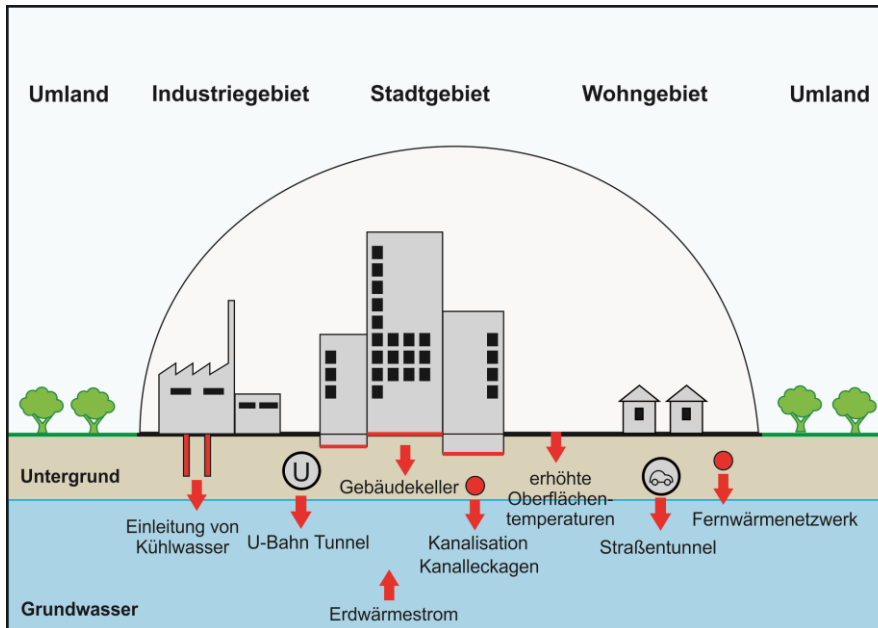 Umland
Industriegebiet
Stadtgebiet
Wohngebiet
Umland
Untergrund
U
Gebäudekeller
erhöhte
Oberflächen-
temperaturen
Einleitung von
Kühlwasser
U-Bahn Tunnel
Kanalisation
Kanalleckagen
Straßentunnel
Fernwärmenetzwerk
Grundwasser
Erdwärmestrom